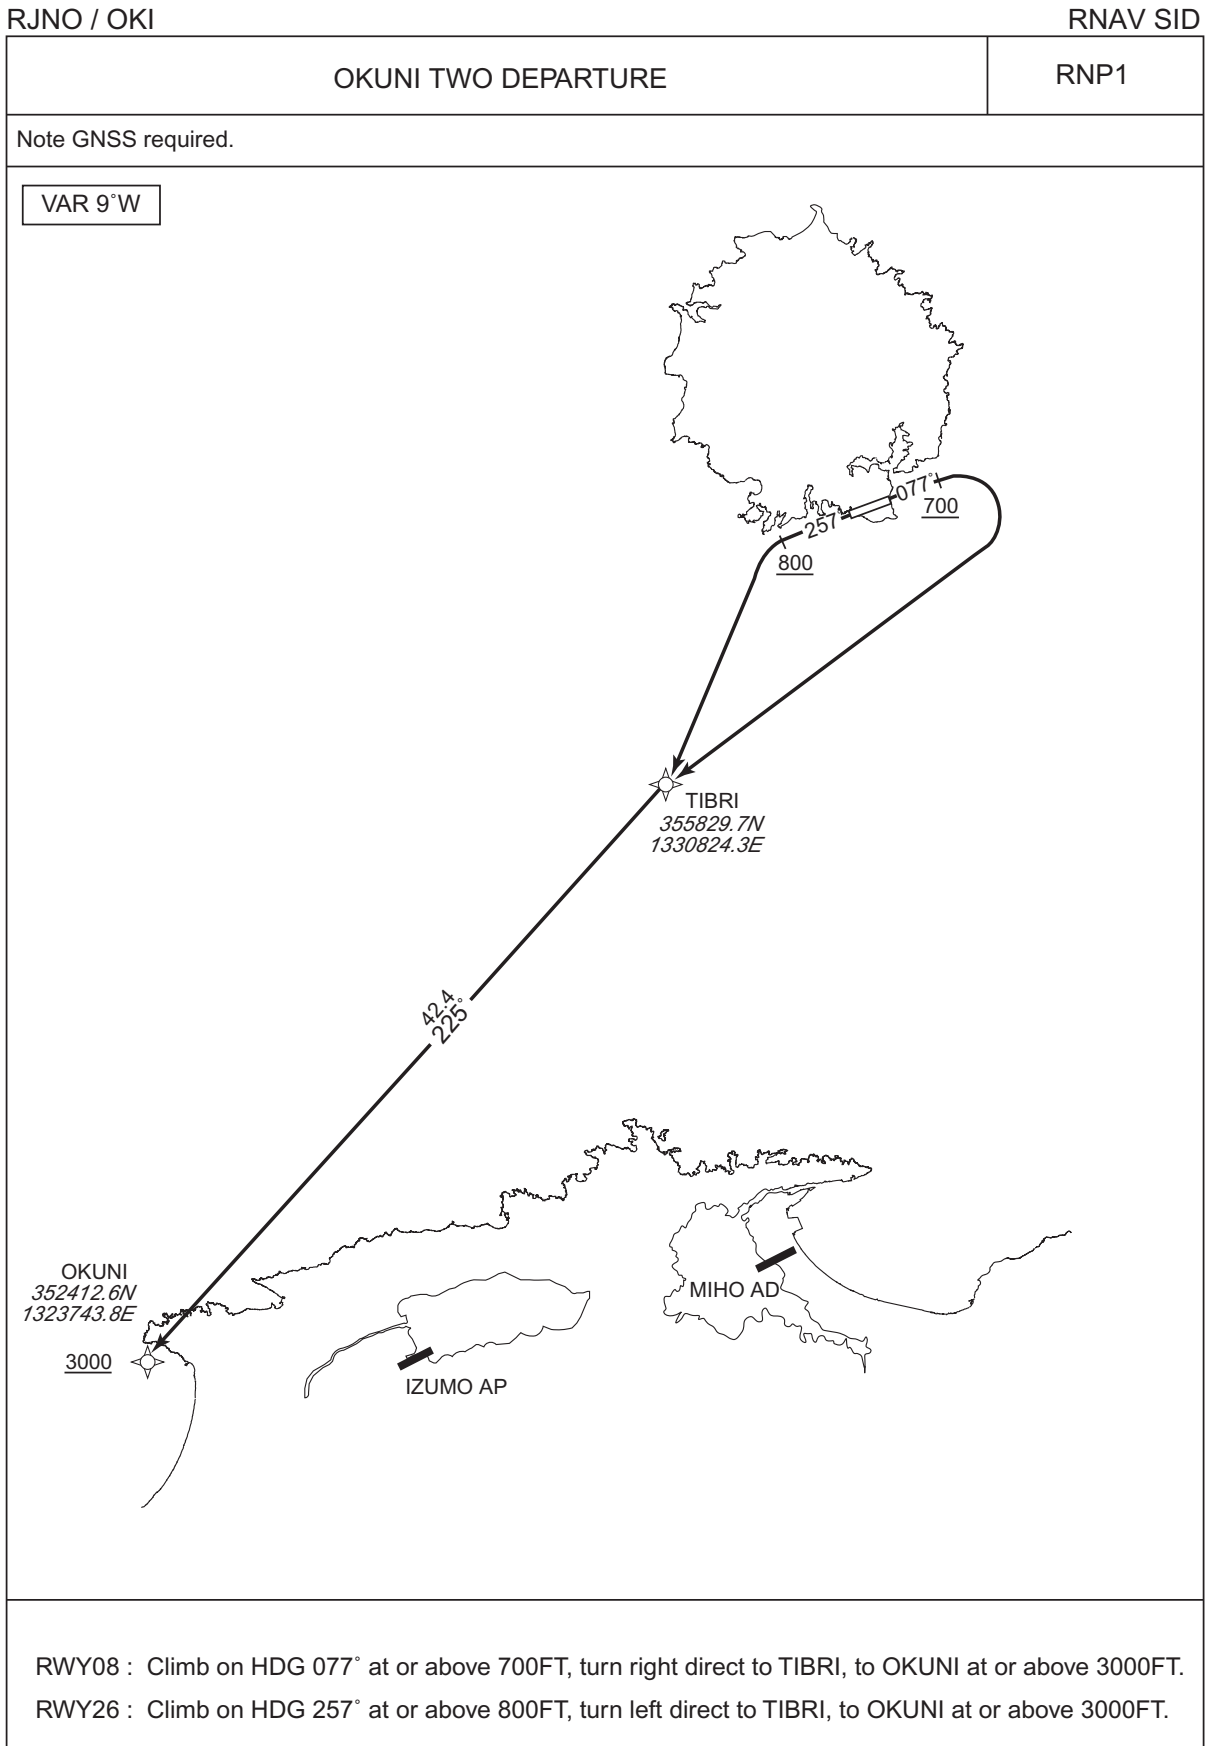 RJNO / OKI
RNAV SID
OKUNI TWO DEPARTURE
RNP1
Note GNSS required.
VAR 9°W
077°
700
257°
800
TIBRI
355829.7N
1330824.3E
42.4
225°
OKUNI
352412.6N
1323743.8E
3000
MIHO AD
IZUMO AP
RWY08 : Climb on HDG 077° at or above 700FT, turn right direct to TIBRI, to OKUNI at or above 3000FT.
RWY26 : Climb on HDG 257° at or above 800FT, turn left direct to TIBRI, to OKUNI at or above 3000FT.